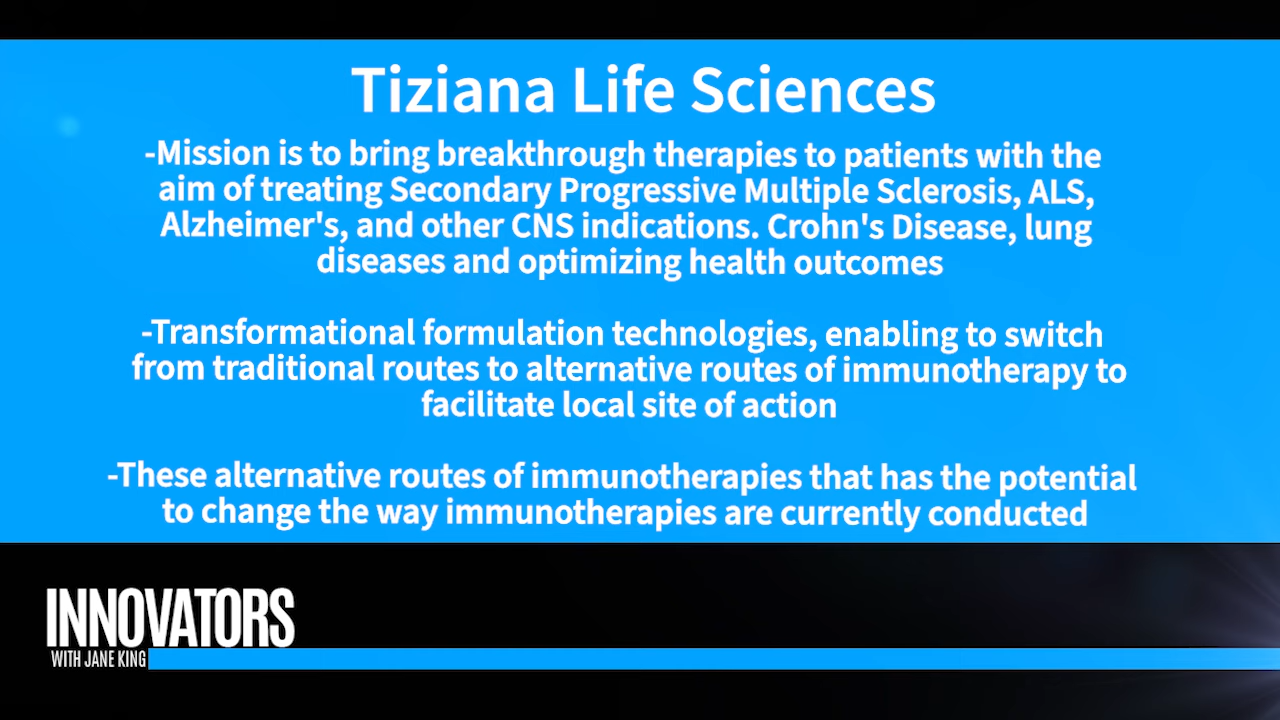 Tiziana Life Sciences
-Mission is to bring breakthrough therapies to patients with the
aim of treating Secondary Progressive Multiple Sclerosis, ALS,
Alzheimer's, and other CNS indications. Crohn's Disease, lung
diseases and optimizing health outcomes
-Transformational formulation technologies, enabling to switch
from traditional routes to alternative routes of immunotherapy to
facilitate local site of action
-These alternative routes of immunotherapies that has the potential
to change the way immunotherapies are currently conducted
INNOVATORS
WITH JANE KING